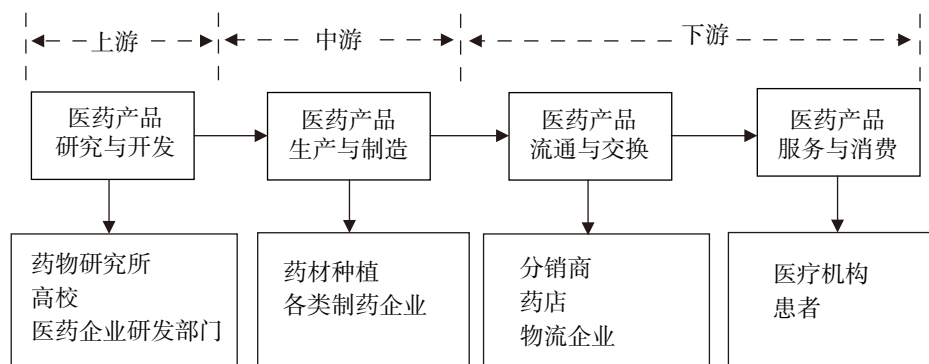 上游
中游
下游
医药产品
研究与开发
医药产品
生产与制造
医药产品
流通与交换
医药产品
服务与消费
药物研究所
高校
医药企业研发部门
药材种植
各类制药企业
分销商
药店
物流企业
医疗机构
患者